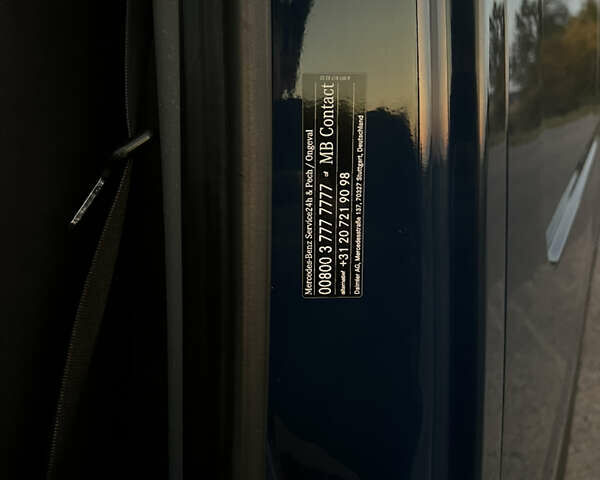 Mercedes-Benz Service24h & Pech / Ongeval
00800 3 777 7777 MB Contact
alternatief +31 20 721 90 98
Daimler AG, Mercedesstraße 137, 70327 Stuttgart, Deutschland